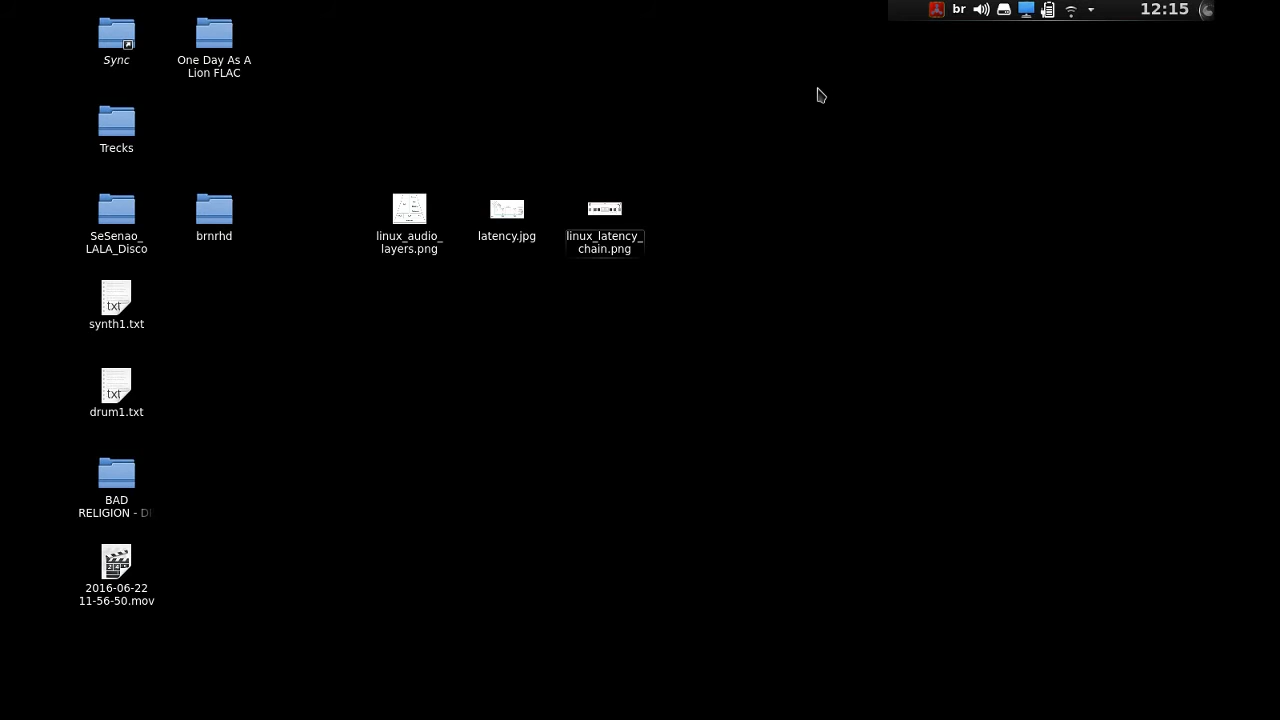 br
12:15
Sync
One Day As A
Lion FLAC
Trecks
SeSenao_
LALA_Disco
brnrhd
linux_audio_
layers.png
latency.jpg
linux_latency_
chain.png
txt
synth1.txt
txt
drum1.txt
BAD
RELIGION - D
2016-06-22
11-56-50.mov